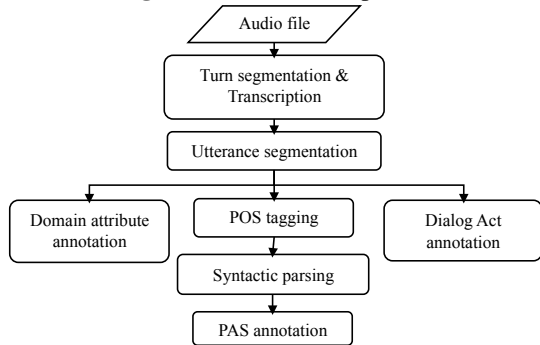 Audio file
Turn segmentation &
Transcription
Utterance segmentation
Domain attribute
annotation
POS tagging
Dialog Act
annotation
Syntactic parsing
PAS annotation